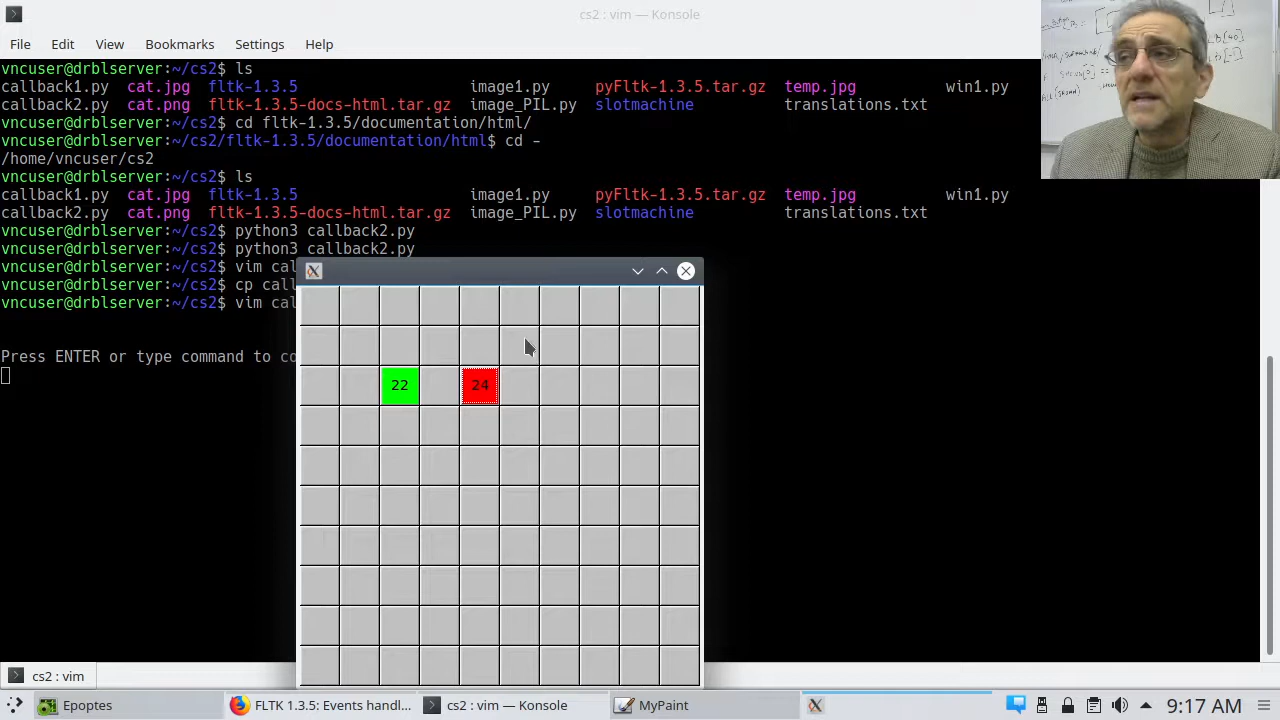 cs2 : vim — Konsole
File Edit View Bookmarks Settings Help
vncuser@drblserver:~/cs2$ ls
callback1.py cat.jpg fltk-1.3.5 image1.py pyFltk-1.3.5.tar.gz temp.jpg win1.py
callback2.py cat.png fltk-1.3.5-docs-html.tar.gz image_PIL.py slotmachine translations.txt
vncuser@drblserver:~/cs2$ cd fltk-1.3.5/documentation/html/
vncuser@drblserver:~/cs2/fltk-1.3.5/documentation/html$ cd -
/home/vncuser/cs2
vncuser@drblserver:~/cs2$ ls
callback1.py cat.jpg fltk-1.3.5 image1.py pyFltk-1.3.5.tar.gz temp.jpg win1.py
callback2.py cat.png fltk-1.3.5-docs-html.tar.gz image_PIL.py slotmachine translations.txt
vncuser@drblserver:~/cs2$ python3 callback2.py
vncuser@drblserver:~/cs2$ python3 callback2.py
vncuser@drblserver:~/cs2$ vim cal
vncuser@drblserver:~/cs2$ cp call
vncuser@drblserver:~/cs2$ vim cal
Press ENTER or type command to co
22 24
cs2 : vim
Epoptes FLTK 1.3.5: Events handl... cs2 : vim — Konsole MyPaint 9:17 AM